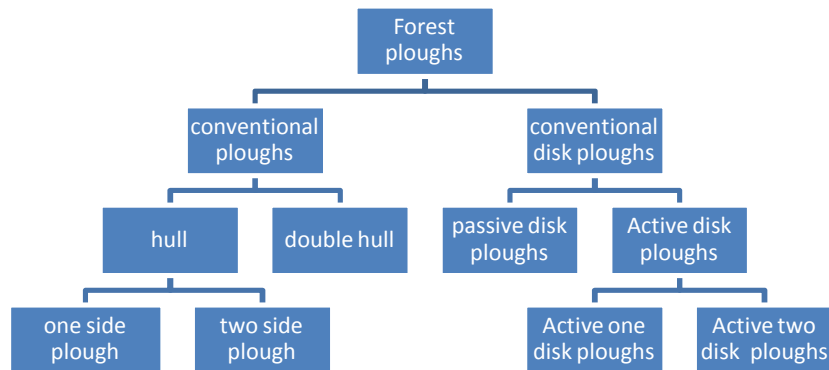 Forest
ploughs
conventional
ploughs
conventional
disk ploughs
hull
double hull
passive disk
ploughs
Active disk
ploughs
one side
plough
two side
plough
Active one
disk ploughs
Active two
disk ploughs